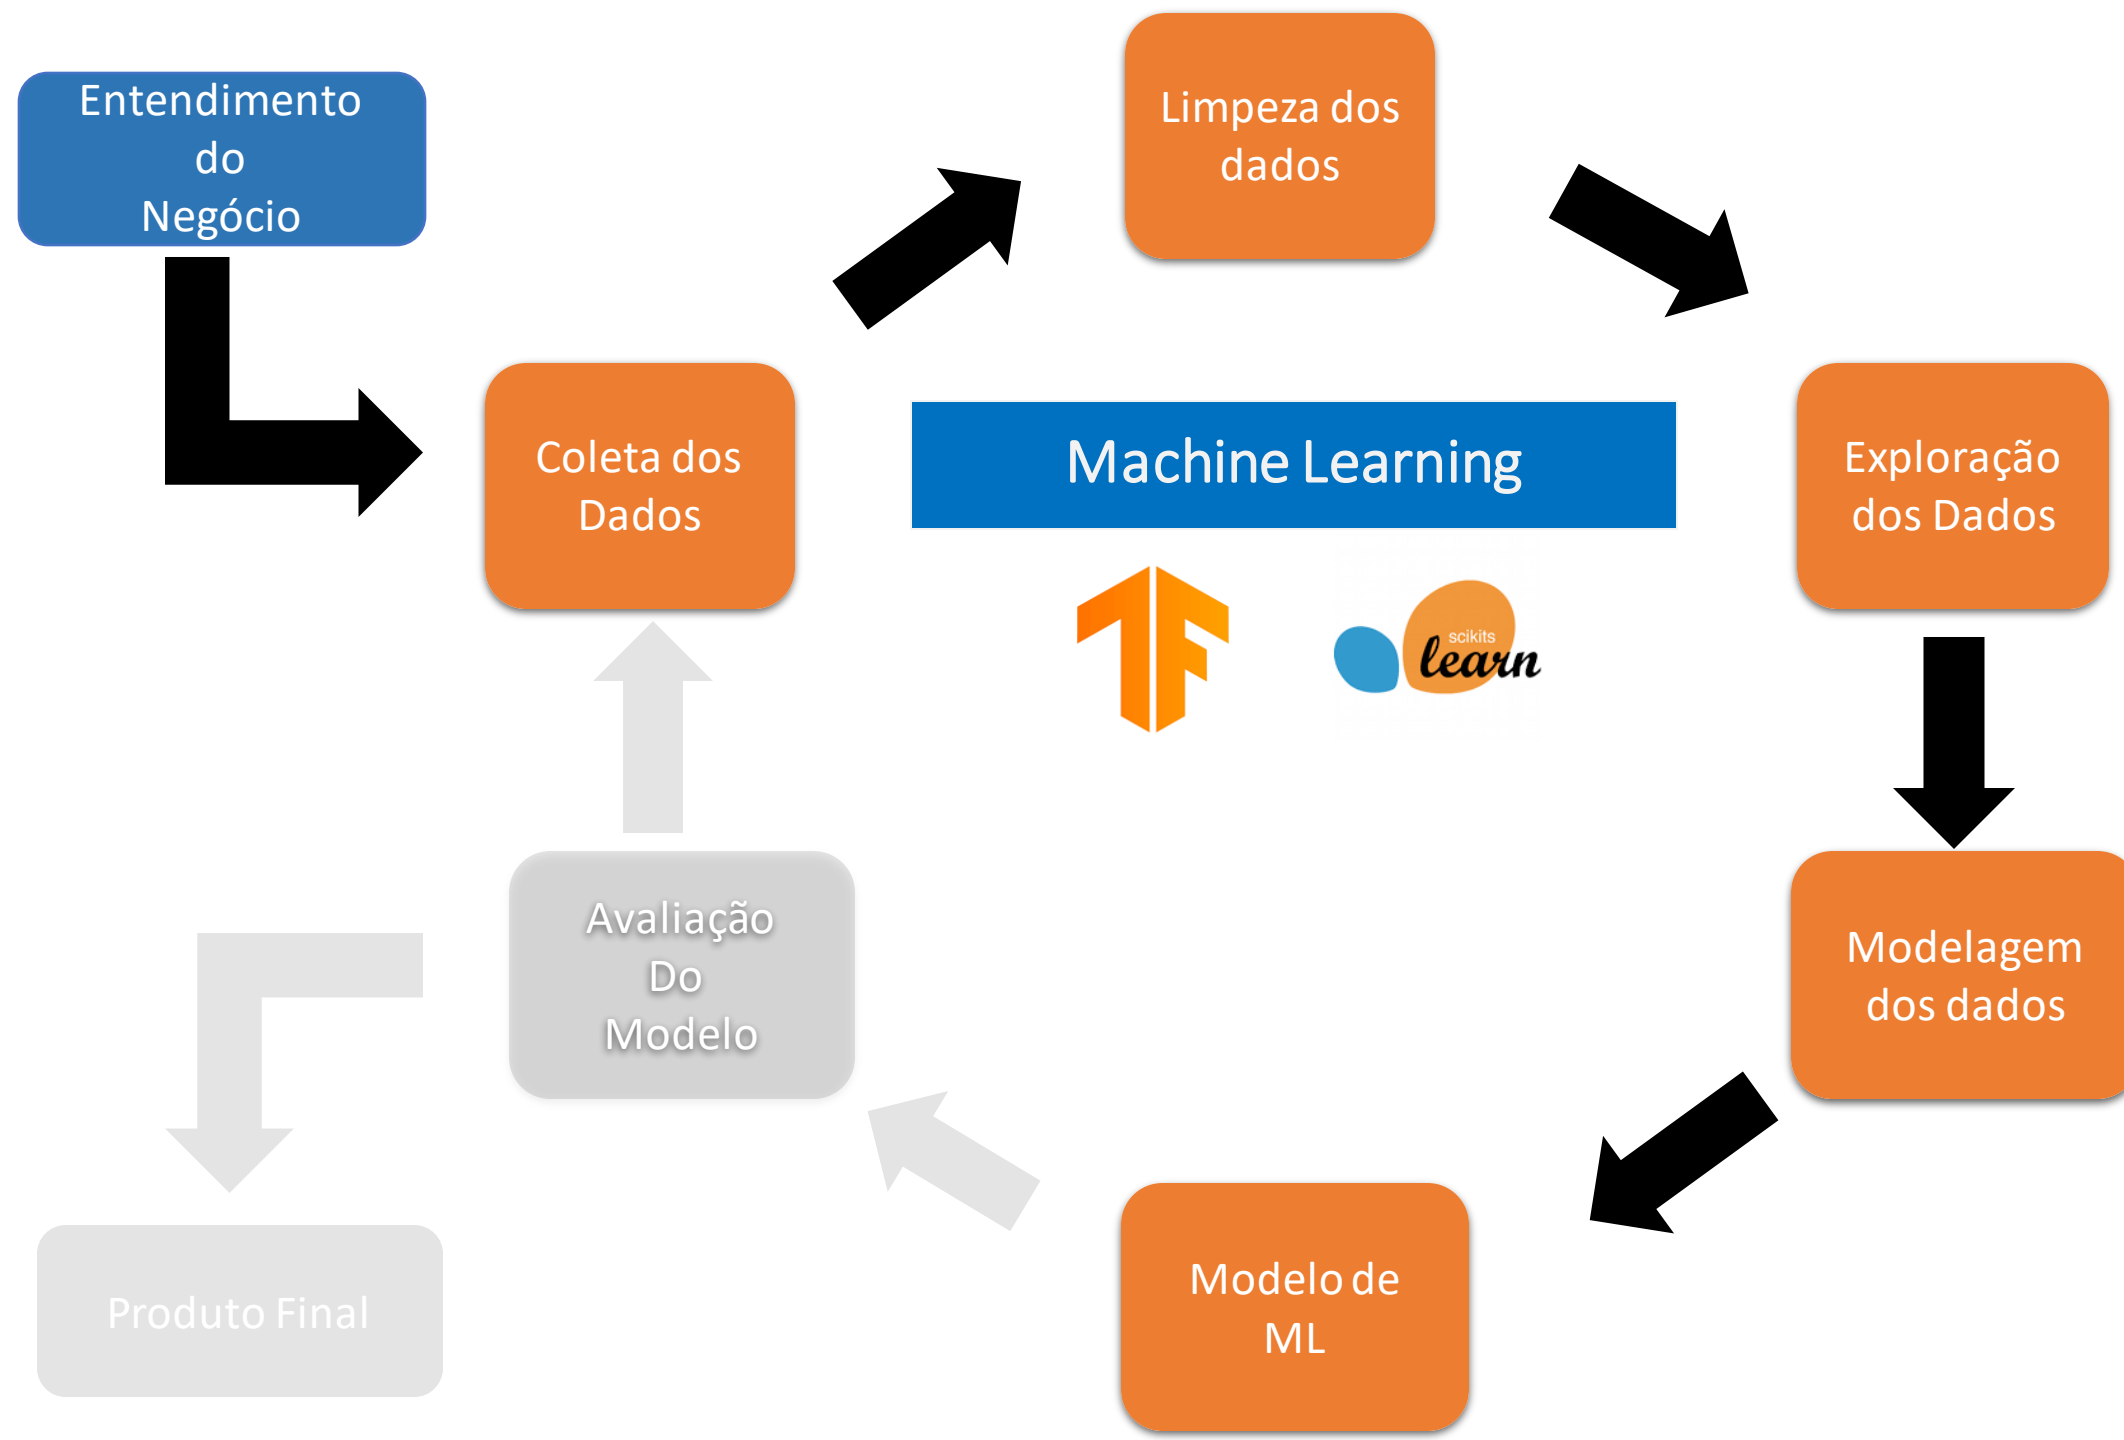 Entendimento
do
Negócio
Limpeza dos
dados
Coleta dos
Dados
Machine Learning
Exploração
dos Dados
scikits
learn
Avaliação
Do
Modelo
Modelagem
dos dados
Modelo de
ML
Produto Final